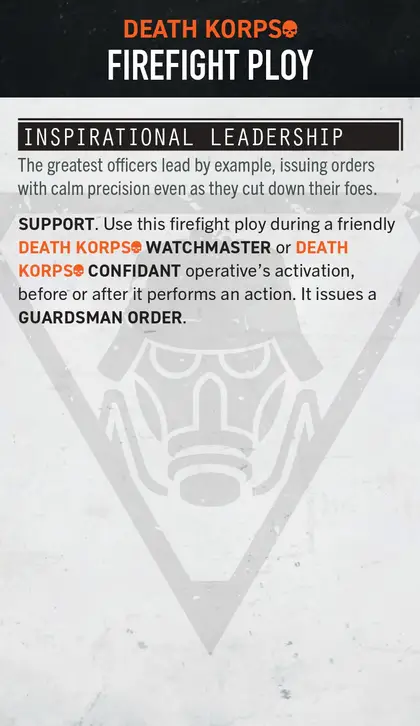 DEATH KORPS
FIREFIGHT PLOY
INSPIRATIONAL LEADERSHIP
The greatest officers lead by example, issuing orders
with calm precision even as they cut down their foes.
SUPPORT. Use this firefight ploy during a friendly
DEATH KORPS WATCHMASTER or DEATH
KORPS CONFIDANT operative's activation,
before or after it performs an action. It issues a
GUARDSMAN ORDER.